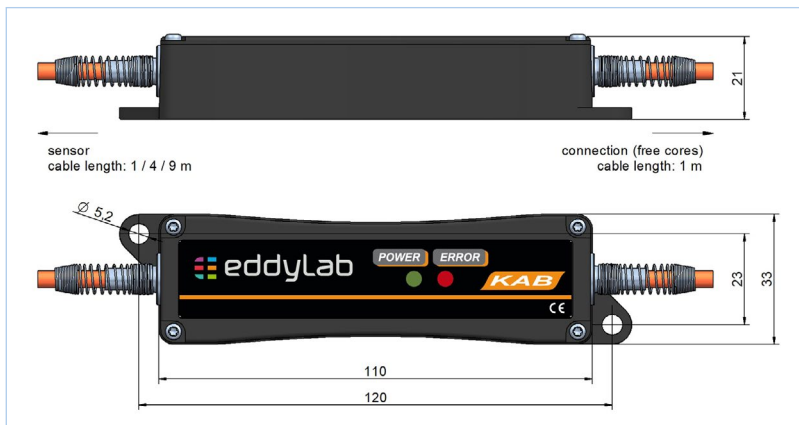 21
sensor
cable length: 1 / 4 / 9 m
connection (free cores)
cable length: 1 m
Ø 5,2
eddyLab
POWER
ERROR
KAB
CE
23
33
110
120